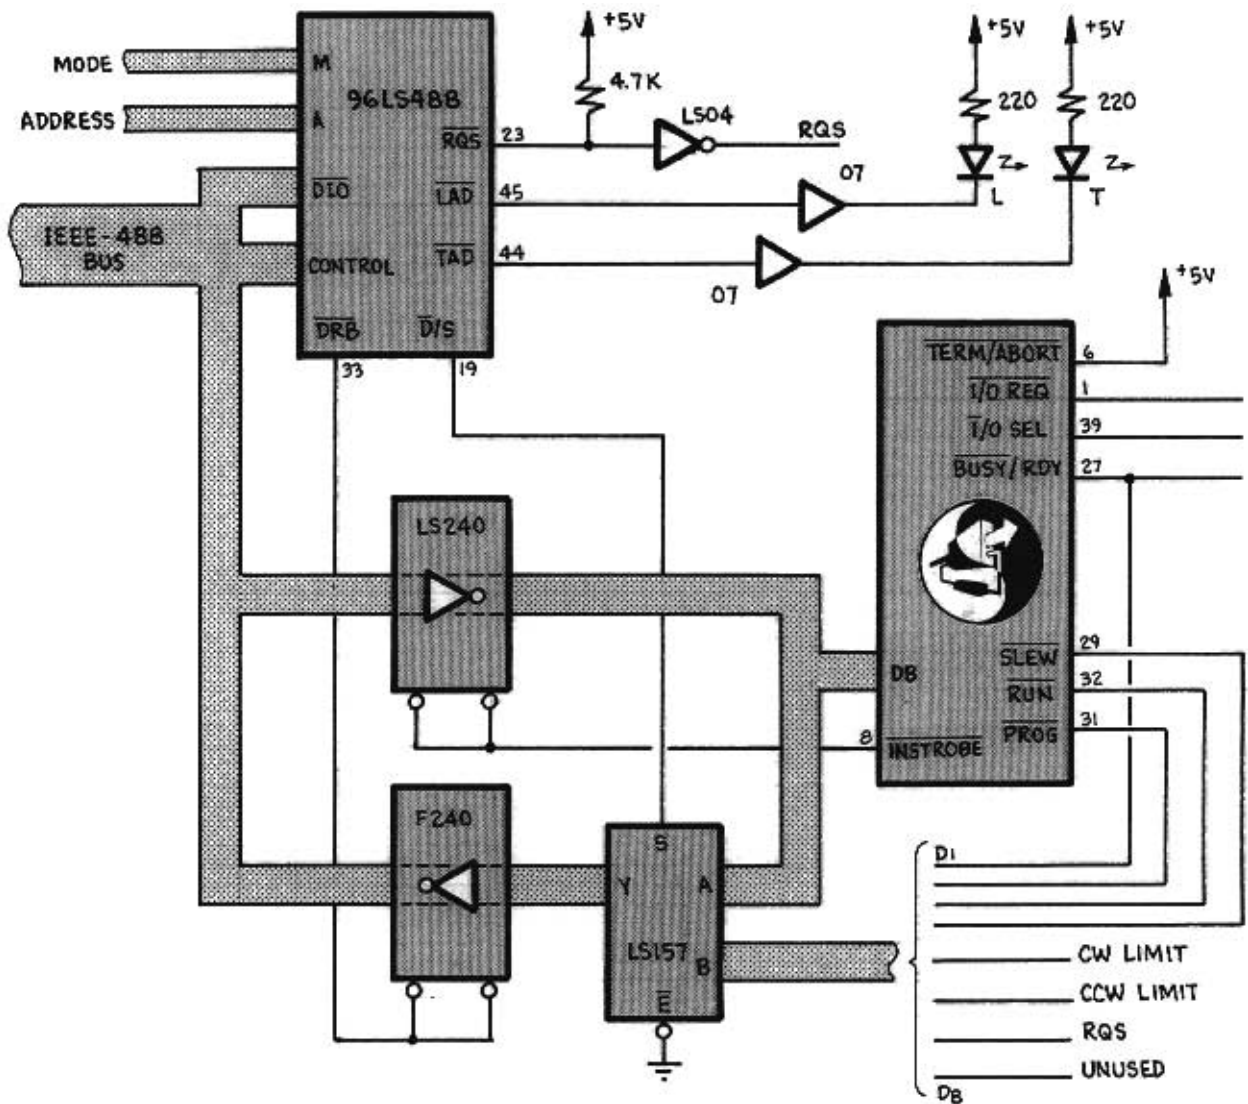 +5V
+5V
+5V
MODE
M
4.7K
220
220
96LS488
ADDRESS
A
LS04
RQS
23
RQS
DIO
07
LAD
45
L
T
IEEE-488
BUS
CONTROL
TAD
44
07
+5V
DRB
D/S
33
19
TERM/ABORT
6
I/O REQ
1
I/O SEL
39
BUSY/RDY
27
LS240
DB
SLEW
29
RUN
32
PROG
31
8
INSTROBE
F240
S
Y
A
LS157
B
E
D1
CW LIMIT
CCW LIMIT
RQS
UNUSED
D8